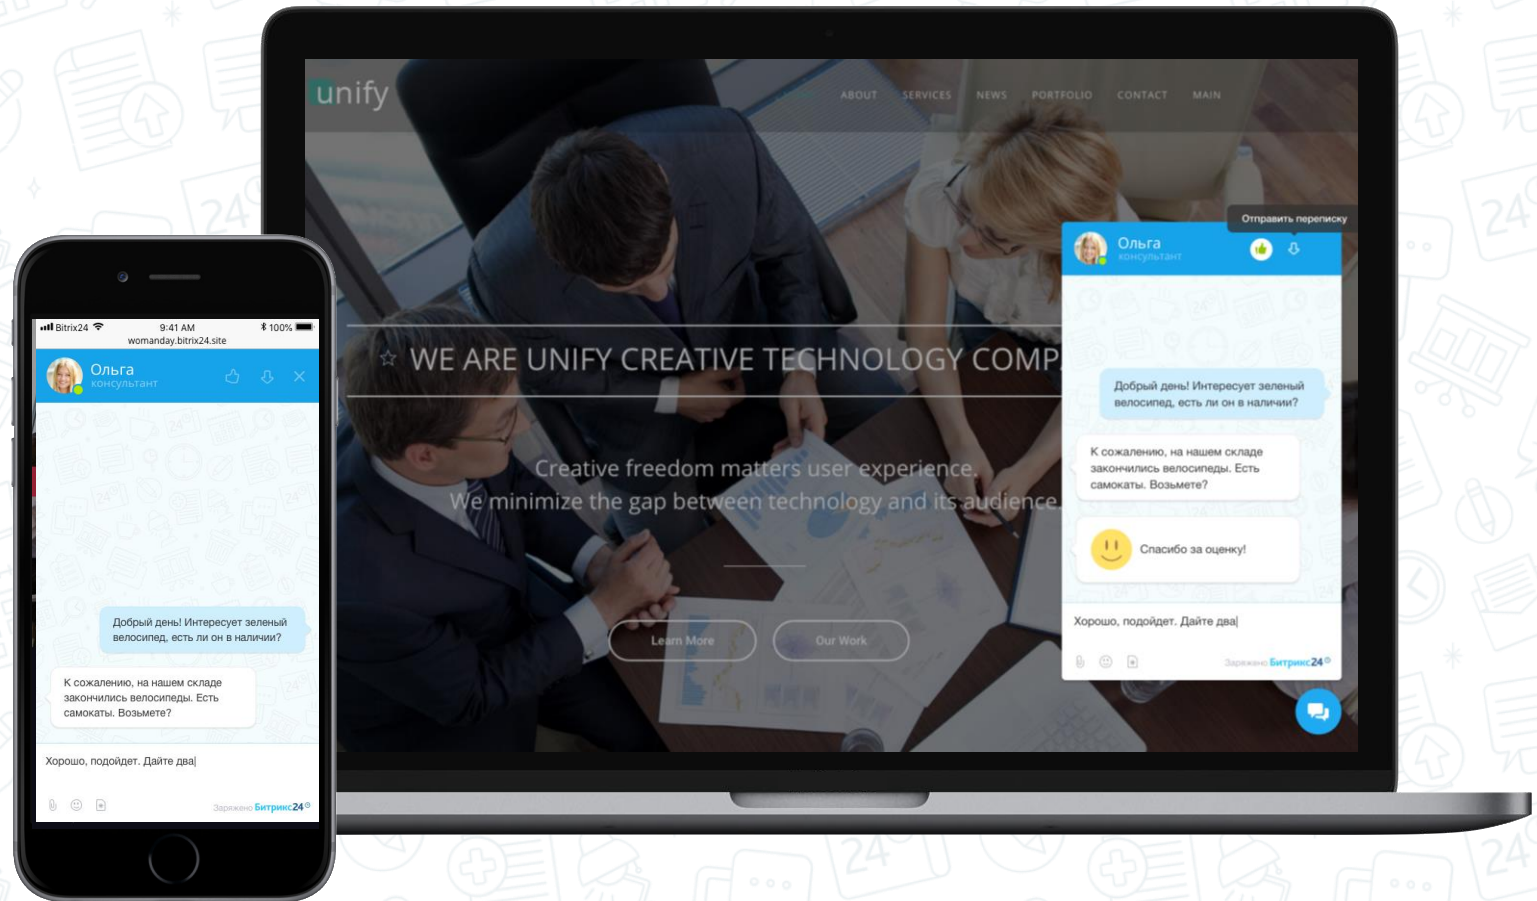 unify
ABOUT SERVICES NEWS PORTFOLIO CONTACT MAIN
WE ARE UNIFY CREATIVE TECHNOLOGY COMP
Creative freedom matters user experience.
We minimize the gap between technology and its audience.
Learn More
Our Work
Отправить переписку
Ольга
консультант
Добрый день! Интересует зеленый
велосипед, есть ли он в наличии?
К сожалению, на нашем складе
закончились велосипеды. Есть
самокаты. Возьмете?
Спасибо за оценку!
Хорошо, подойдет. Дайте два
Заряжено Битрикс24
Bitrix24 9:41 AM 100%
womanday.bitrix24.site
Ольга
консультант
Добрый день! Интересует зеленый
велосипед, есть ли он в наличии?
К сожалению, на нашем складе
закончились велосипеды. Есть
самокаты. Возьмете?
Хорошо, подойдет. Дайте два
Заряжено Битрикс24
24
24
24
24